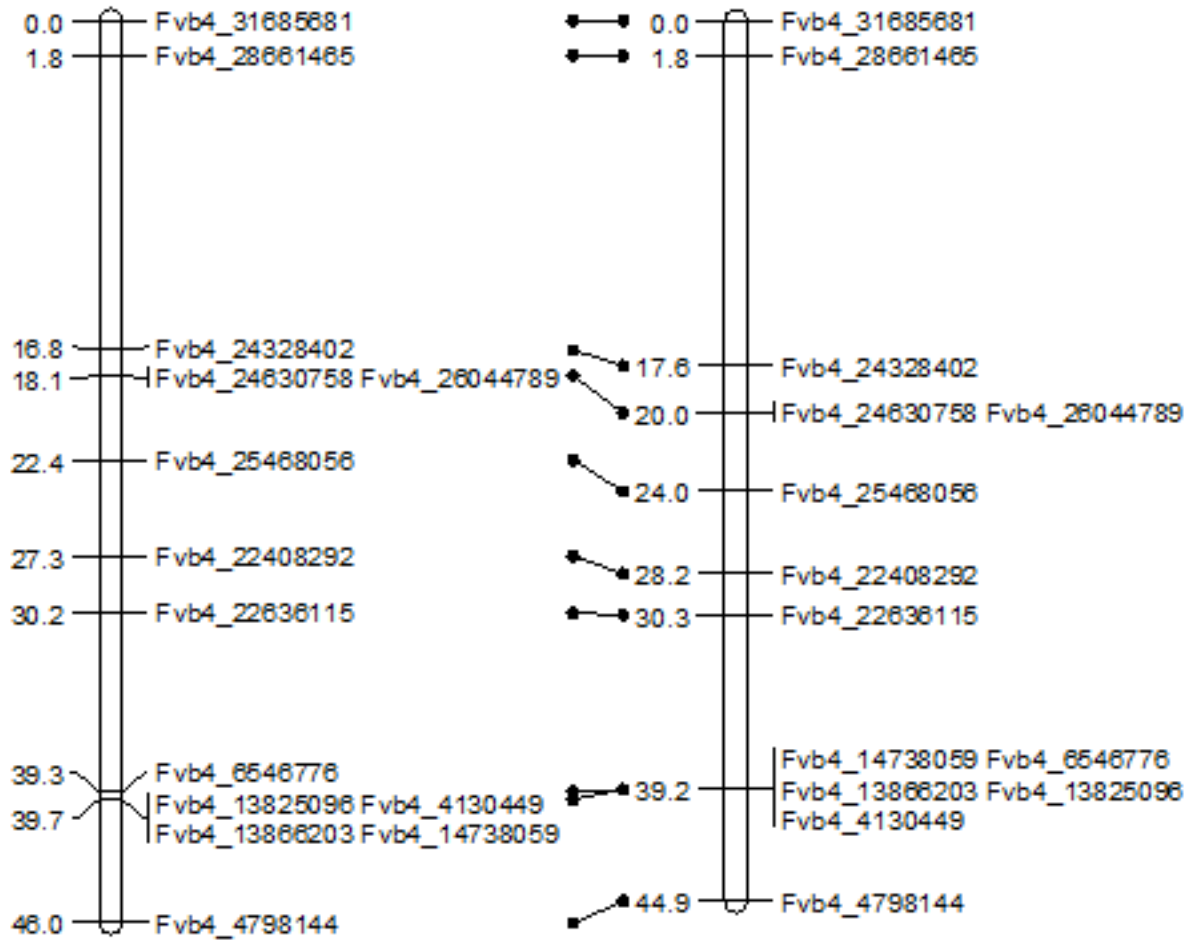 0.0 Fvb4_31685681 0.0 Fvb4_31685681
1.8 Fvb4_28661465 1.8 Fvb4_28661465
16.8 Fvb4_24328402 17.6 Fvb4_24328402
18.1 Fvb4_24630758 Fvb4_26044789 20.0 Fvb4_24630758 Fvb4_26044789
22.4 Fvb4_25468056 24.0 Fvb4_25468056
27.3 Fvb4_22408292 28.2 Fvb4_22408292
30.2 Fvb4_22636115 30.3 Fvb4_22636115
Fvb4_14738059 Fvb4_6546776
39.3 Fvb4_6546776
39.2 Fvb4_13866203 Fvb4_13825096
Fvb4_13825096 Fvb4_4130449
39.7 Fvb4_4130449
Fvb4_13866203 Fvb4_14738059
46.0 Fvb4_4798144 44.9 Fvb4_4798144